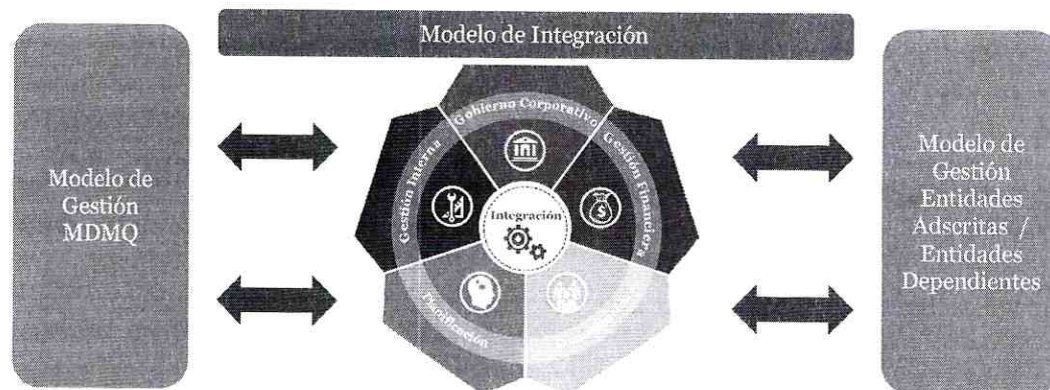 Modelo de Integración
Modelo de
Gestión
MDMQ
Gobierno Corporativo
Gestión Interna
Gestión Financiera
Integración
Planificación
Modelo de
Gestión
Entidades
Adscritas /
Entidades
Dependientes